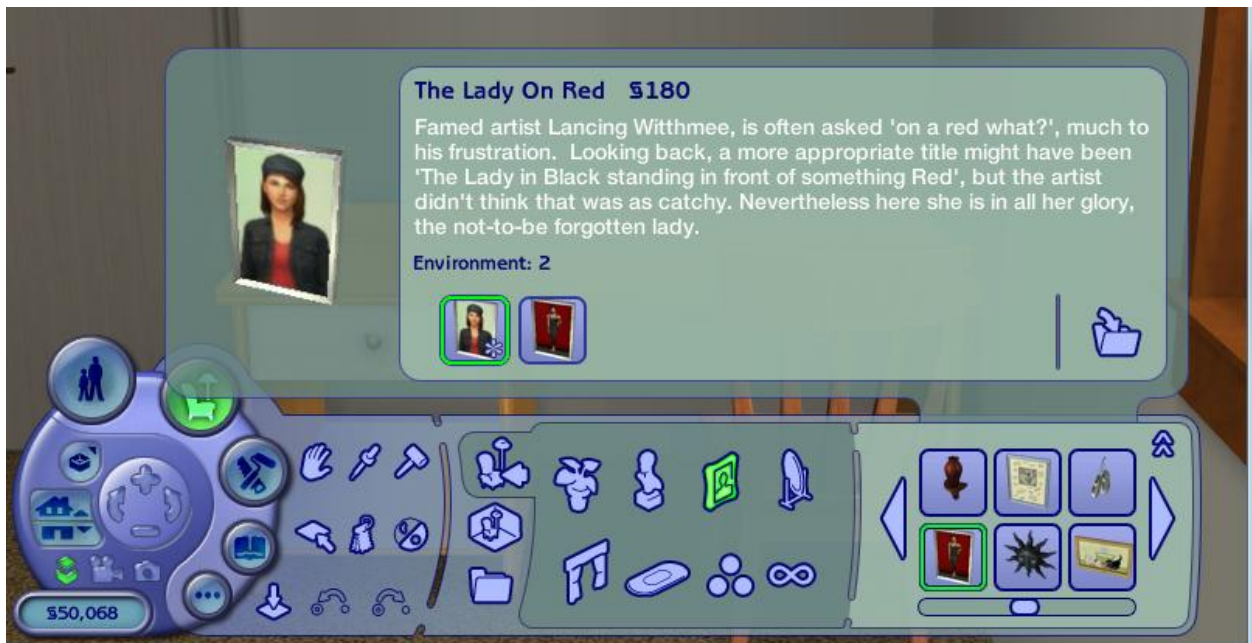 The Lady On Red §180
Famed artist Lancing Witthmee, is often asked 'on a red what?', much to
his frustration.  Looking back, a more appropriate title might have been
'The Lady in Black standing in front of something Red', but the artist
didn't think that was as catchy. Nevertheless here she is in all her glory,
the not-to-be forgotten lady.
Environment: 2
§50,068